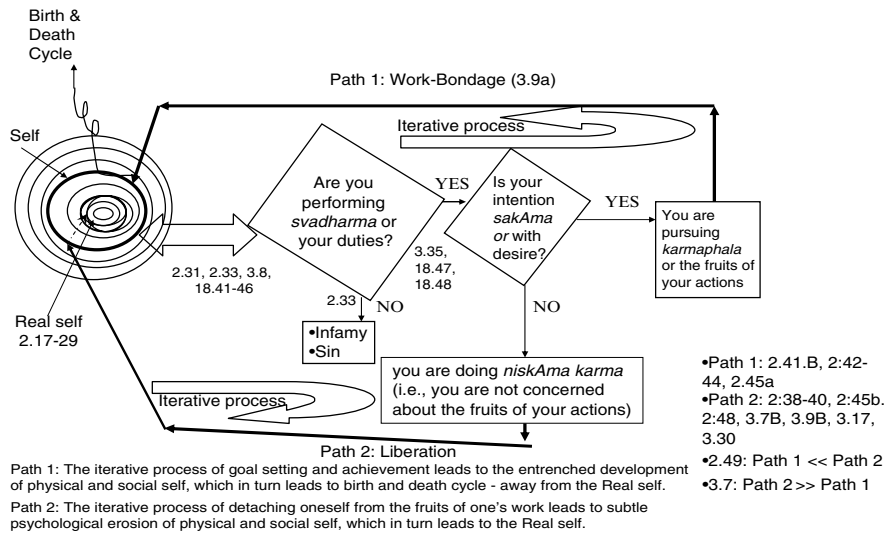 Birth &
Death
Cycle
Path 1: Work-Bondage (3.9a)
Iterative process
Self
Are you
performing
svadharma or
your duties?
YES
Is your
intention
sakAma
or with
desire?
YES
You are
pursuing
karmaphala
or the fruits of
your actions
2.31, 2.33, 3.8,
18.41-46
3.35,
18.47,
18.48
2.33
NO
NO
Real self
2.17-29
•Infamy
•Sin
you are doing niskAma karma
(i.e., you are not concerned
about the fruits of your actions)
Iterative process
Path 2: Liberation
•Path 1: 2.41.B, 2:42-
44, 2.45a
•Path 2: 2:38-40, 2:45b.
2:48, 3.7B, 3.9B, 3.17,
3.30
•2.49: Path 1 << Path 2
•3.7: Path 2 >> Path 1
Path 1: The iterative process of goal setting and achievement leads to the entrenched development
of physical and social self, which in turn leads to birth and death cycle - away from the Real self.
Path 2: The iterative process of detaching oneself from the fruits of one's work leads to subtle
psychological erosion of physical and social self, which in turn leads to the Real self.